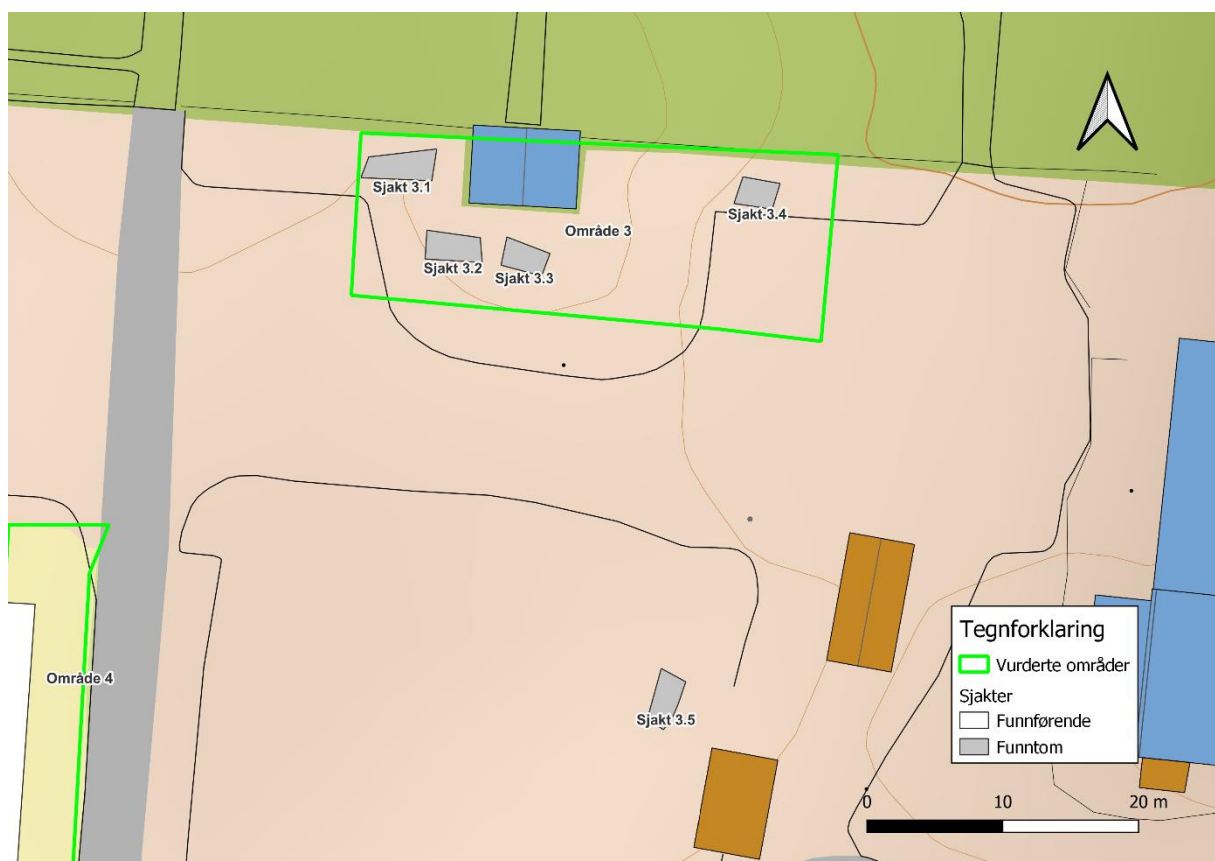 Sjakt 3.1
Sjakt 3.4
Område 3
Sjakt 3.2
Sjakt 3.3
Område 4
Sjakt 3.5
Tegnforklaring
Vurderte områder
Sjakter
Funnførende
Funntom
0 10 20 m